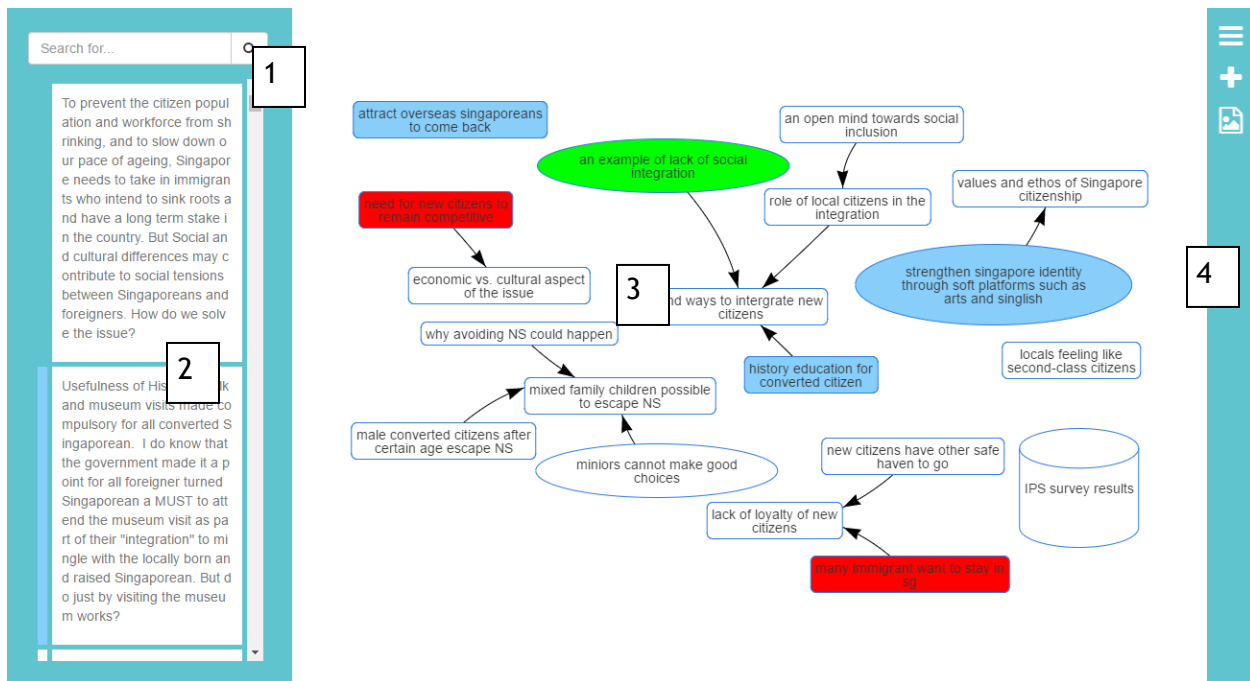 Search for...
1
To prevent the citizen popul
ation and workforce from sh
rinking, and to slow down o
ur pace of ageing, Singapor
e needs to take in immigran
ts who intend to sink roots a
nd have a long term stake i
n the country. But Social an
d cultural differences may c
ontribute to social tensions
between Singaporeans and
foreigners. How do we solv
e the issue?
2
Usefulness of His lk
and museum visits made co
mpulsory for all converted S
ingaporean. I do know that
the government made it a p
oint for all foreigner turned
Singaporean a MUST to att
end the museum visit as pa
rt of their "integration" to mi
ngle with the locally born an
d raised Singaporean. But d
o just by visiting the museu
m works?
attract overseas singaporeans
to come back
an open mind towards social
inclusion
an example of lack of social
integration
values and ethos of Singapore
citizenship
need for new citizens to
remain competitive
role of local citizens in the
integration
economic vs. cultural aspect
of the issue
3
nd ways to intergrate new
citizens
strengthen singapore identity
through soft platforms such as
arts and singlish
4
why avoiding NS could happen
locals feeling like
second-class citizens
history education for
converted citizen
mixed family children possible
to escape NS
male converted citizens after
certain age escape NS
miniors cannot make good
choices
new citizens have other safe
haven to go
IPS survey results
lack of loyalty of new
citizens
many immigrant want to stay in
sg